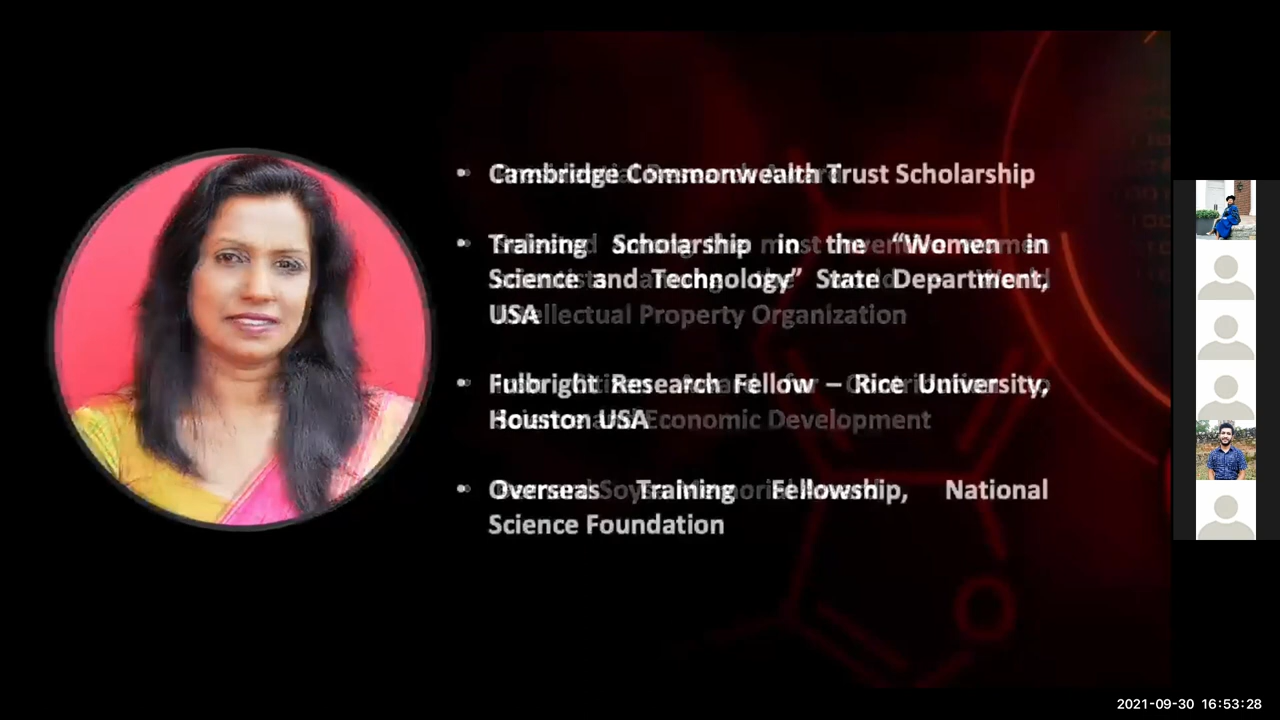 • Cambridge Commonwealth Trust Scholarship
• Training Scholarship in the “Women in
Science and Technology” State Department,
USA
Intellectual Property Organization
• Fulbright Research Fellow – Rice University,
Houston USA
Economic Development
• Overseas Training Fellowship, National
Science Foundation
2021-09-30 16:53:28